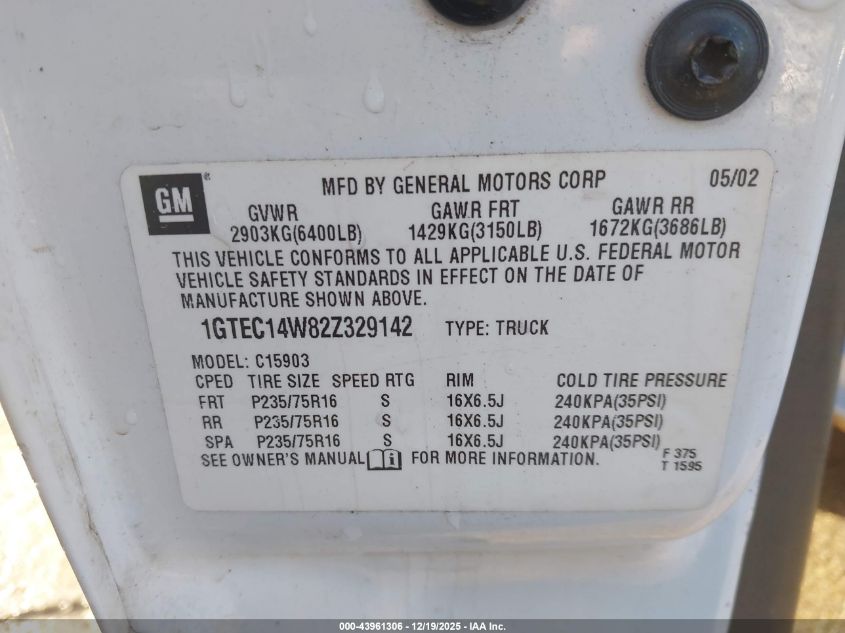 GM
MFD BY GENERAL MOTORS CORP 05/02
GVWR GAWR FRT GAWR RR
2903KG(6400LB) 1429KG(3150LB) 1672KG(3686LB)
THIS VEHICLE CONFORMS TO ALL APPLICABLE U.S. FEDERAL MOTOR
VEHICLE SAFETY STANDARDS IN EFFECT ON THE DATE OF
MANUFACTURE SHOWN ABOVE.
1GTEC14W82Z329142 TYPE: TRUCK
MODEL: C15903
CPED TIRE SIZE SPEED RTG RIM COLD TIRE PRESSURE
FRT P235/75R16 S 16X6.5J 240KPA(35PSI)
RR P235/75R16 S 16X6.5J 240KPA(35PSI)
SPA P235/75R16 S 16X6.5J 240KPA(35PSI)
SEE OWNER'S MANUAL i FOR MORE INFORMATION.
F 375
T 1595
000-43961306 - 12/19/2025 - IAA Inc.